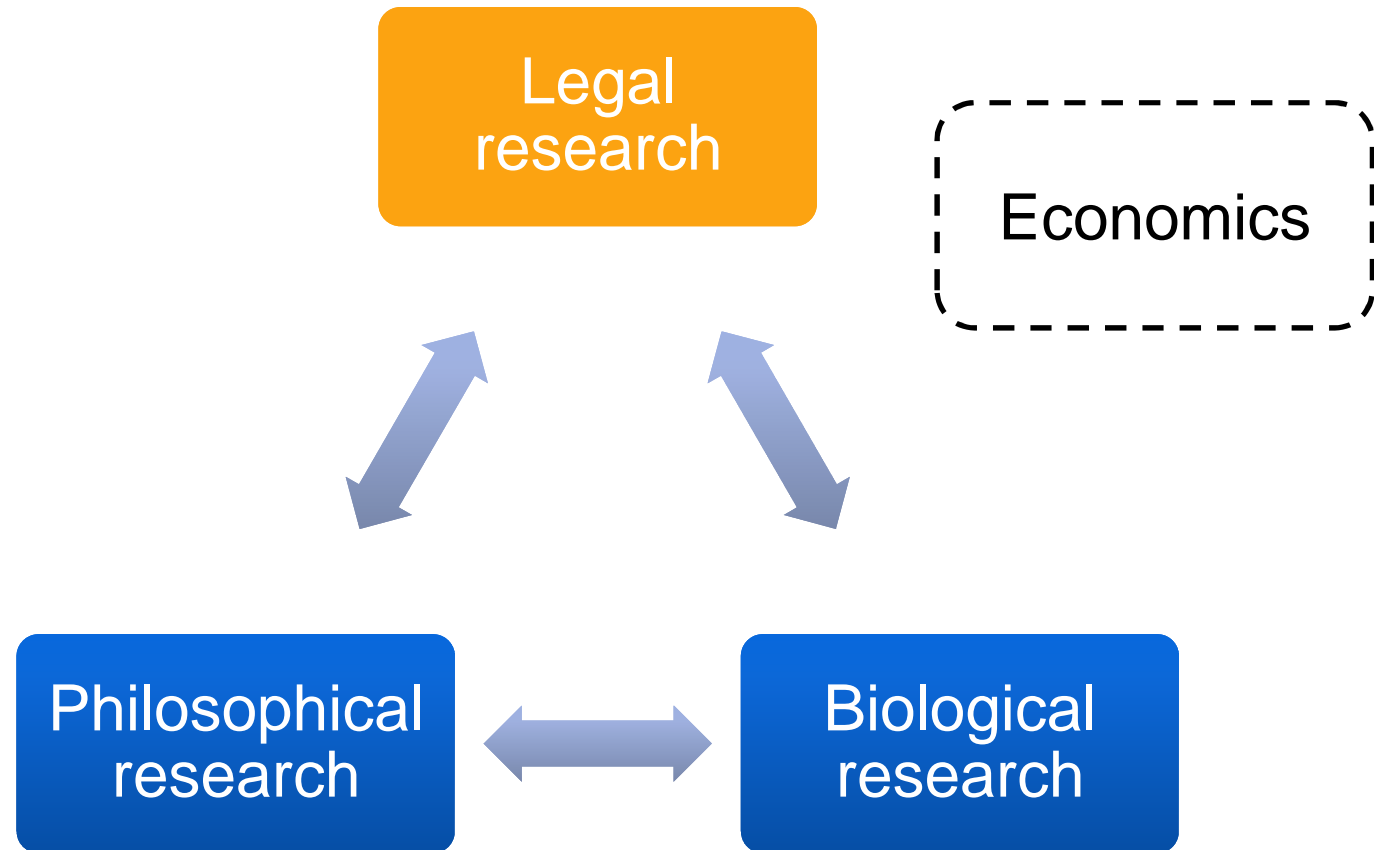 Legal
research
Economics
Philosophical
research
Biological
research